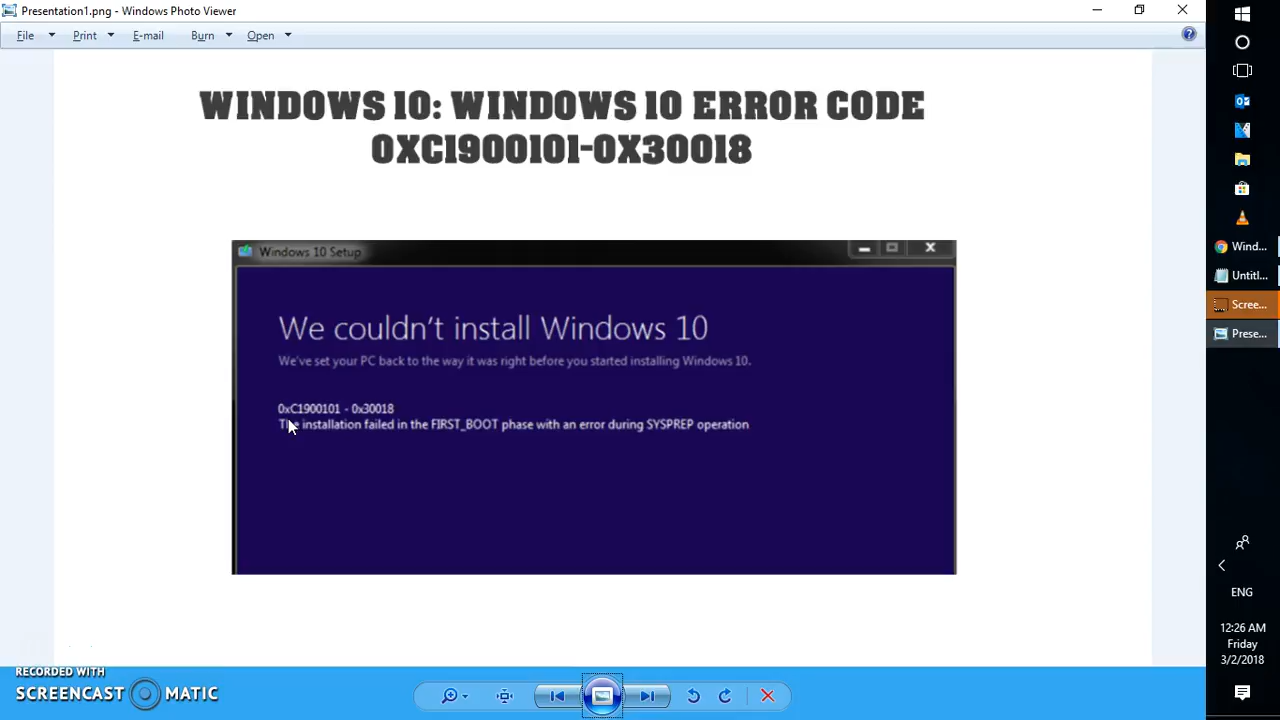 Presentation1.png - Windows Photo Viewer
File Print E-mail Burn Open
WINDOWS 10: WINDOWS 10 ERROR CODE
0XC1900101-0X30018
Windows 10 Setup
We couldn't install Windows 10
We've set your PC back to the way it was right before you started installing Windows 10.
0xC1900101 - 0x30018
The installation failed in the FIRST_BOOT phase with an error during SYSPREP operation
RECORDED WITH
SCREENCAST MATIC
Wind...
Untitl...
Scree...
Prese...
ENG
12:26 AM
Friday
3/2/2018